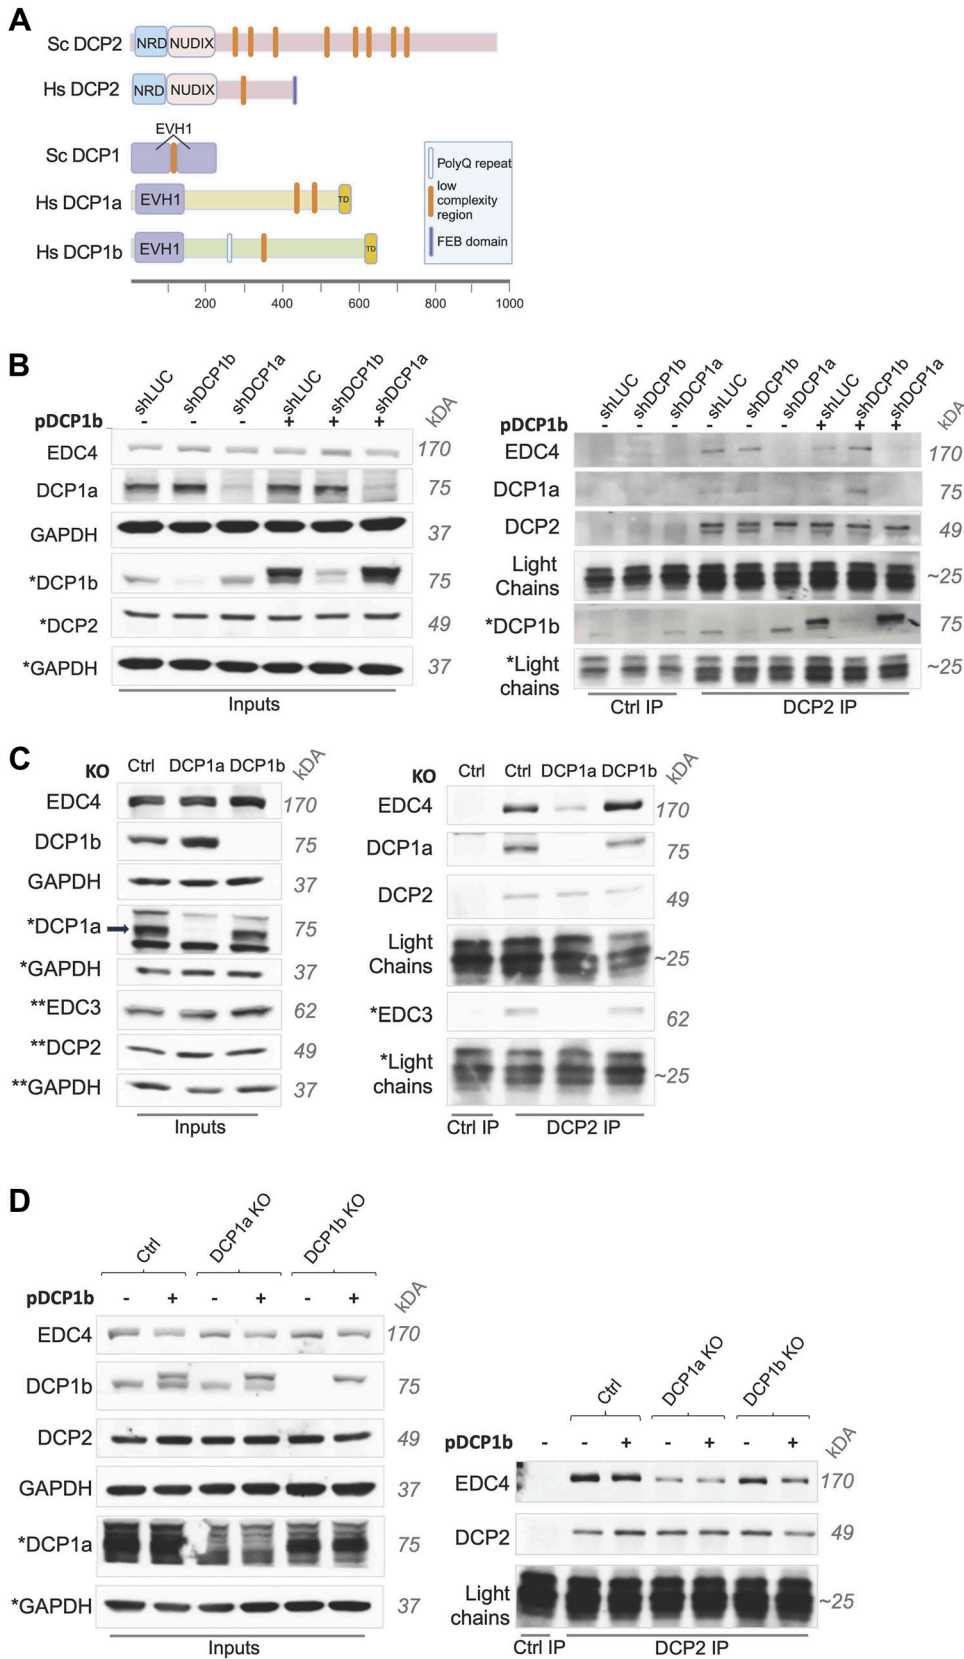 A
Sc DCP2
NRD NUDIX
Hs DCP2
NRD NUDIX
EVH1
Sc DCP1
Hs DCP1a
EVH1
TD
Hs DCP1b
EVH1
TD
PolyQ repeat
low
complexity
region
FEB domain
200 400 600 800 1000
B
shLUC shDCP1b shDCP1a shLUC shDCP1b shDCP1a kDA
pDCP1b - - - + + +
EDC4 170
DCP1a 75
GAPDH 37
*DCP1b 75
*DCP2 49
*GAPDH 37
Inputs
shLUC shDCP1b shDCP1a shLUC shDCP1b shDCP1a shLUC shDCP1b shDCP1a kDA
pDCP1b - - - - - - + + +
EDC4 170
DCP1a 75
DCP2 49
Light
Chains ~25
*DCP1b 75
*Light
chains ~25
Ctrl IP DCP2 IP
C
KO Ctrl DCP1a DCP1b kDA
EDC4 170
DCP1b 75
GAPDH 37
*DCP1a 75
*GAPDH 37
**EDC3 62
**DCP2 49
**GAPDH 37
Inputs
KO Ctrl Ctrl DCP1a DCP1b kDA
EDC4 170
DCP1a 75
DCP2 49
Light
Chains ~25
*EDC3 62
*Light
chains ~25
Ctrl IP DCP2 IP
D
Ctrl DCP1a KO DCP1b KO
pDCP1b - + - + - + kDA
EDC4 170
DCP1b 75
DCP2 49
GAPDH 37
*DCP1a 75
*GAPDH 37
Inputs
Ctrl DCP1a KO DCP1b KO
pDCP1b - - + - + - + kDA
EDC4 170
DCP2 49
Light
chains ~25
Ctrl IP DCP2 IP